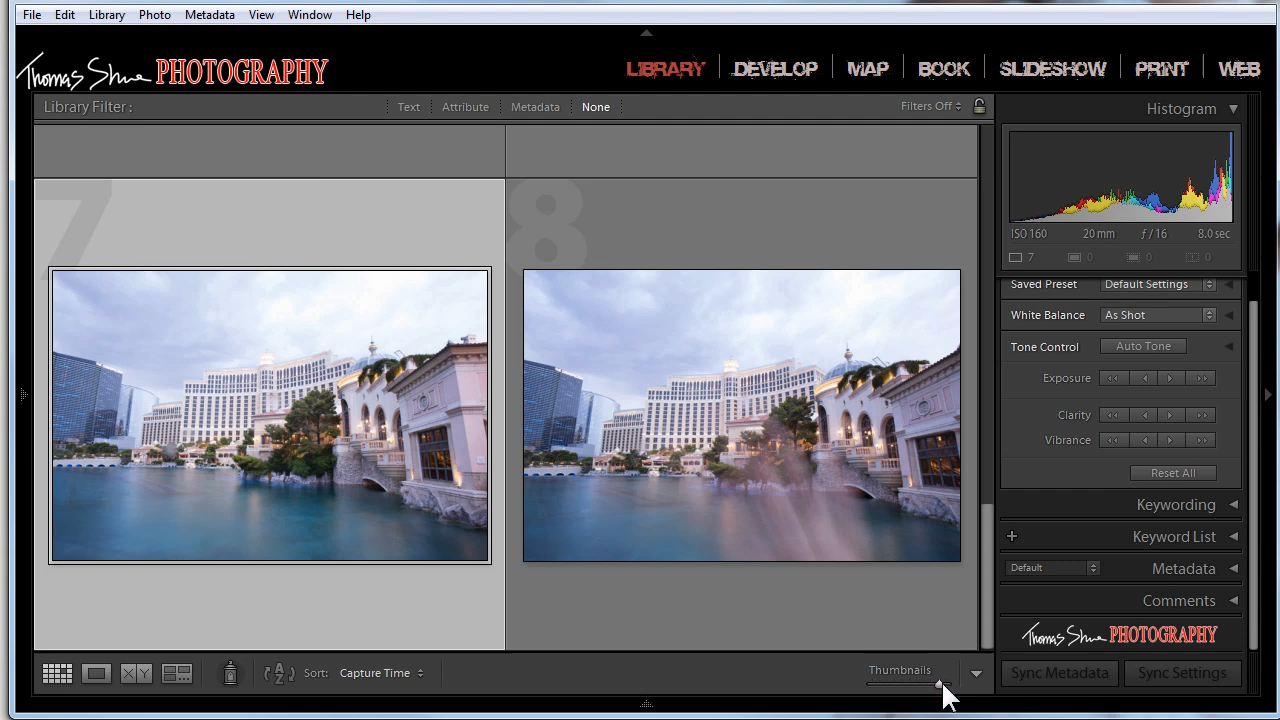 File Edit Library Photo Metadata View Window Help
Thomas Shue PHOTOGRAPHY
LIBRARY DEVELOP MAP BOOK SLIDESHOW PRINT WEB
Library Filter: Text Attribute Metadata None Filters Off
Histogram
7 8
ISO 160 20 mm f / 16 8.0 sec
7 0 0 0
Saved Preset Default Settings
White Balance As Shot
Tone Control Auto Tone
Exposure
Clarity
Vibrance
Reset All
Keywording
Keyword List
Default Metadata
Comments
Thomas Shue PHOTOGRAPHY
XY AZ Sort: Capture Time Thumbnails
Sync Metadata Sync Settings